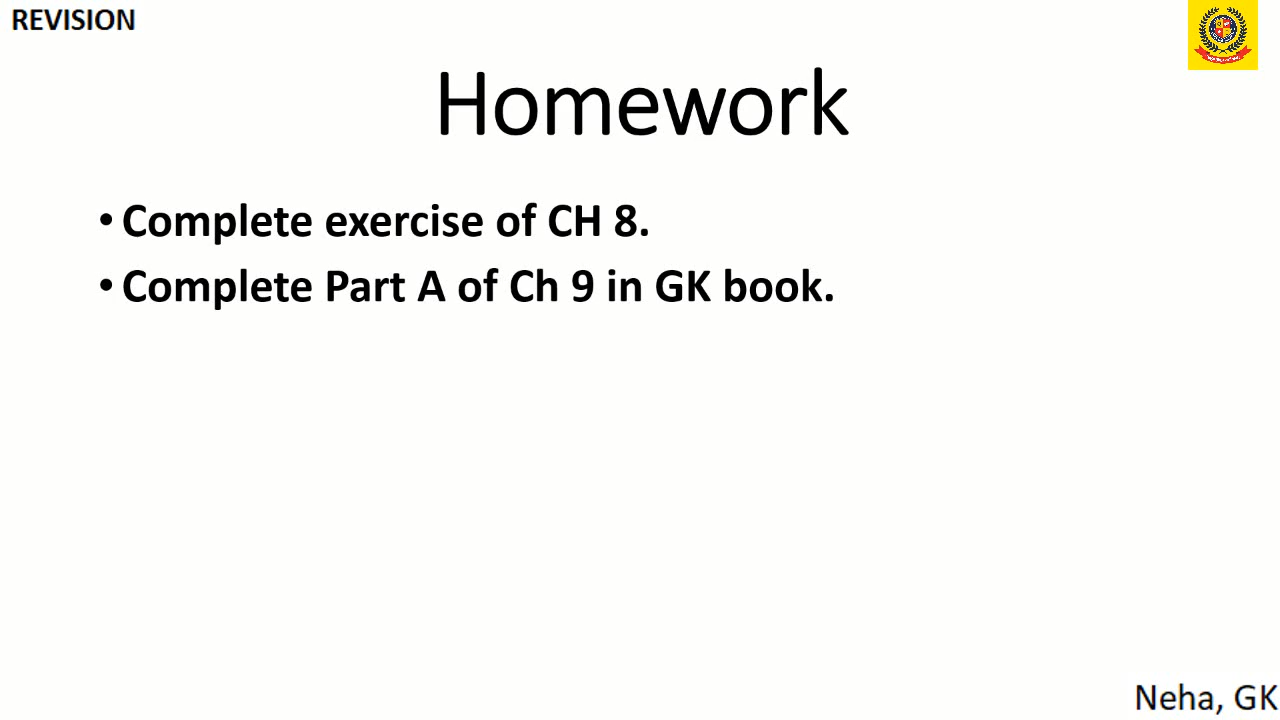 REVISION
Homework
• Complete exercise of CH 8.
• Complete Part A of Ch 9 in GK book.
Neha, GK